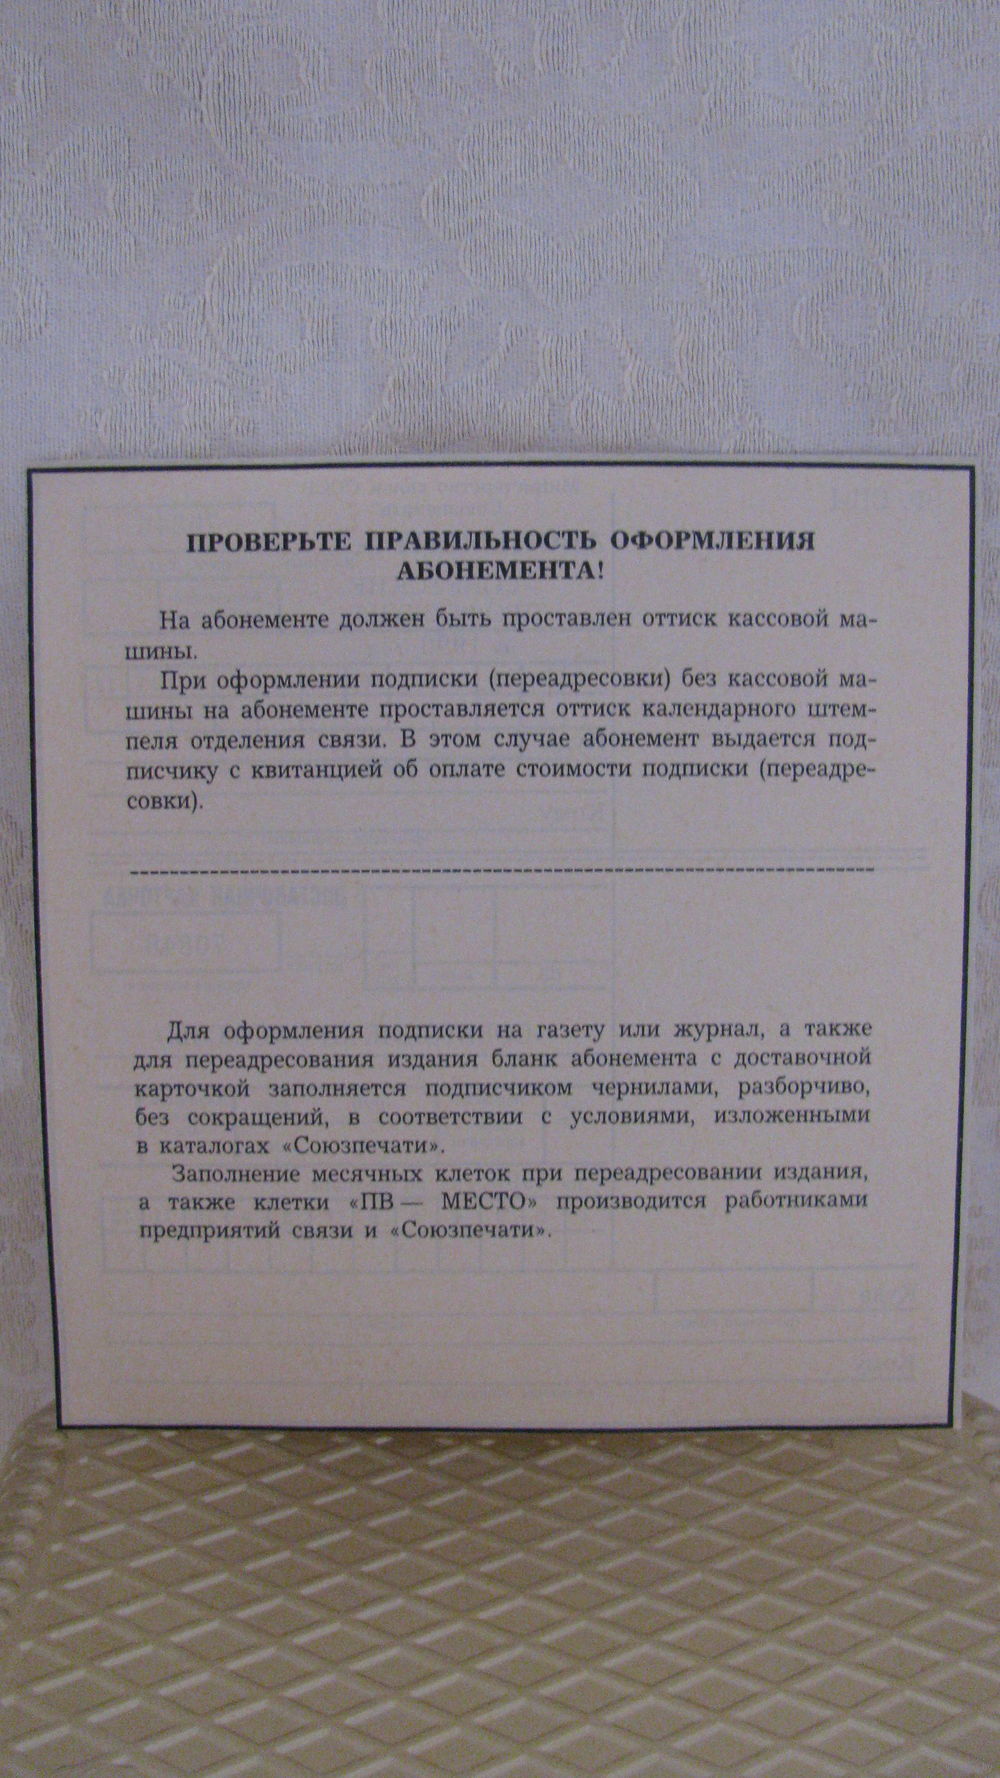 ПРОВЕРЬТЕ ПРАВИЛЬНОСТЬ ОФОРМЛЕНИЯ
АБОНЕМЕНТА!
На абонементе должен быть проставлен оттиск кассовой ма-
шины.
При оформлении подписки (переадресовки) без кассовой ма-
шины на абонементе проставляется оттиск календарного штем-
пеля отделения связи. В этом случае абонемент выдается под-
писчику с квитанцией об оплате стоимости подписки (переадре-
совки).
Для оформления подписки на газету или журнал, а также
для переадресования издания бланк абонемента с доставочной
карточкой заполняется подписчиком чернилами, разборчиво,
без сокращений, в соответствии с условиями, изложенными
в каталогах «Союзпечати».
Заполнение месячных клеток при переадресовании издания,
а также клетки «ПВ — МЕСТО» производится работниками
предприятий связи и «Союзпечати».